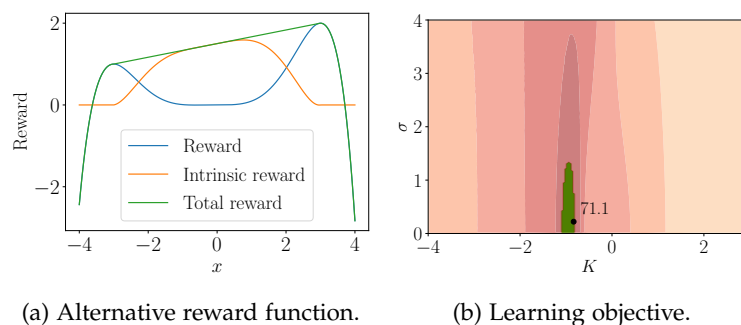 2
0
−2
Reward
Reward
Intrinsic reward
Total reward
−4
−2
0
2
4
x
4
3
2
1
0
σ
71.1
−4
−2
0
2
K
(a) Alternative reward function.
(b) Learning objective.